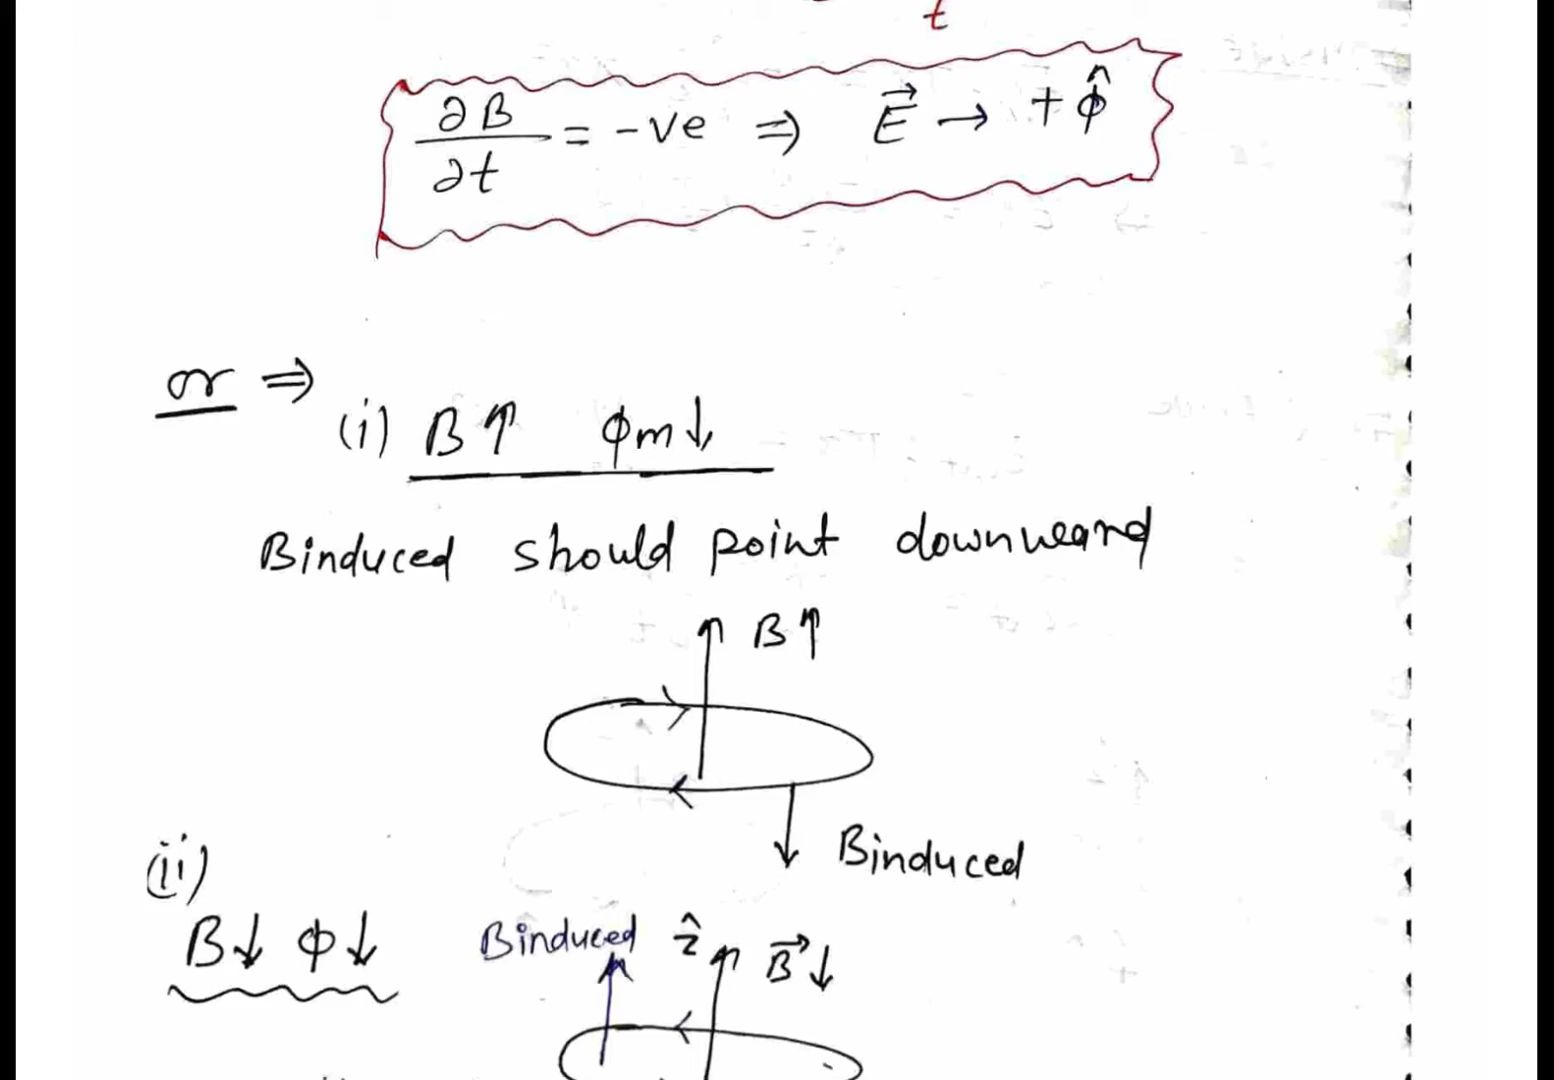 t
∂B/∂t = -ve ⇒ E⃗ → + φ̂
or ⇒
(i) B↑ φm↓
Binduced should point downward
B↑
Binduced
(ii)
B↓ φ↓
Binduced ẑ B⃗↓